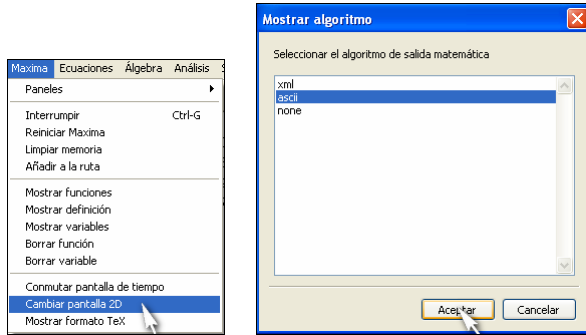 Maxima Ecuaciones Álgebra Análisis
Paneles
Interrumpir Ctrl-G
Reiniciar Maxima
Limpiar memoria
Añadir a la ruta
Mostrar funciones
Mostrar definición
Mostrar variables
Borrar función
Borrar variable
Conmutar pantalla de tiempo
Cambiar pantalla 2D
Mostrar formato TeX
Mostrar algoritmo
Seleccionar el algoritmo de salida matemática
xml
ascii
none
Aceptar Cancelar